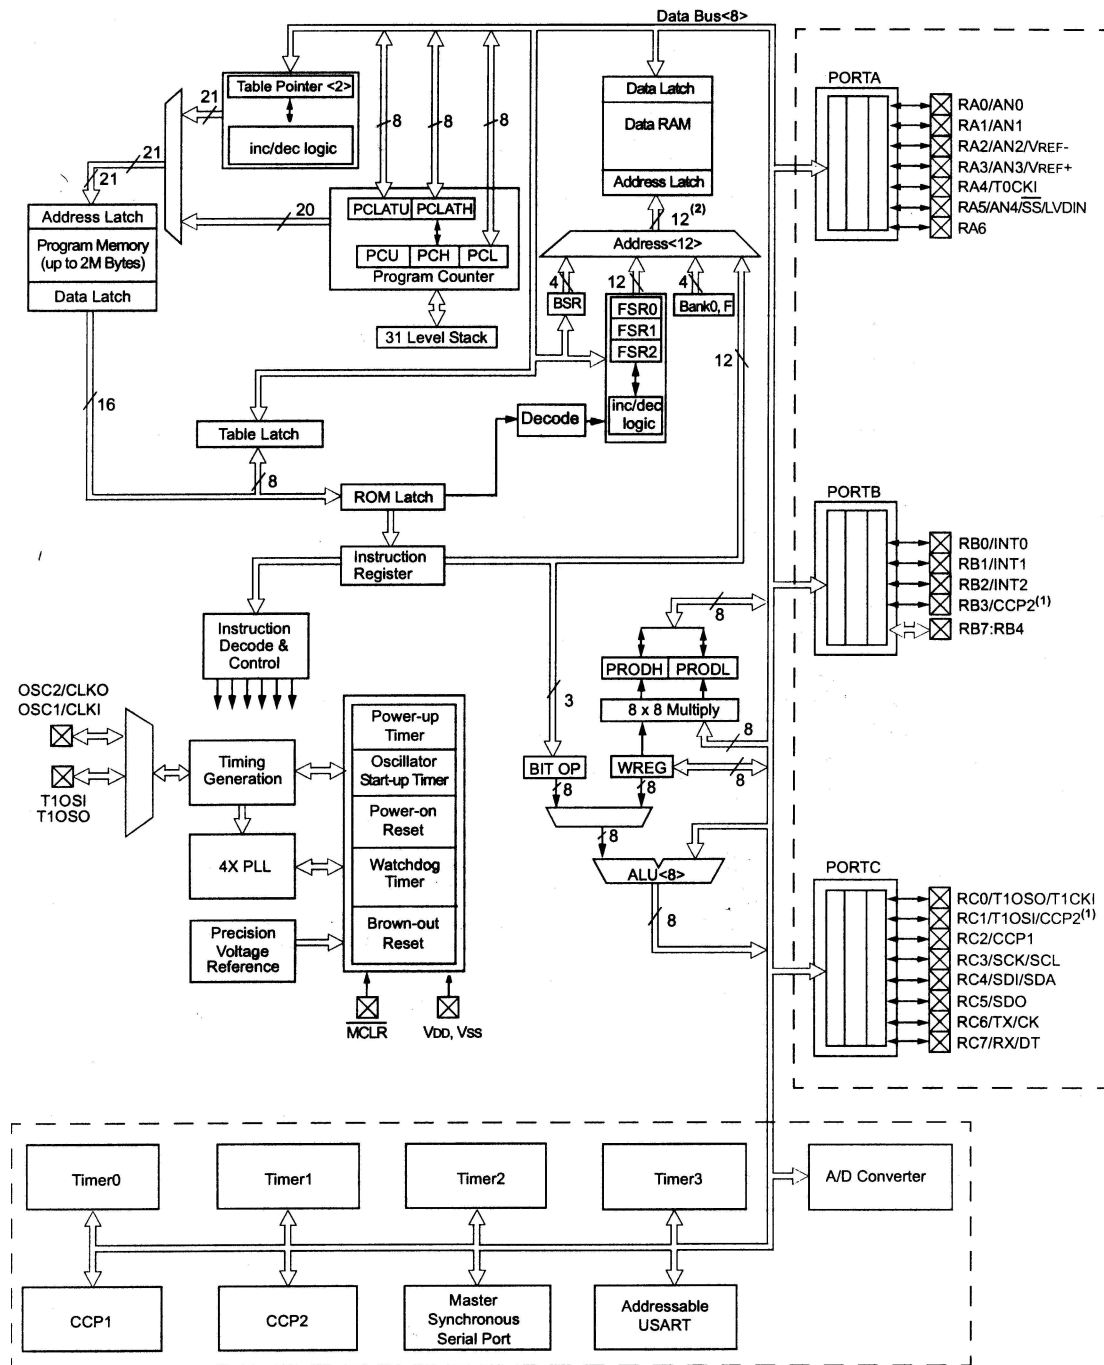 Data Bus<8>
Table Pointer <2>
inc/dec logic
21
21
21
20
8
8
8
PCLATU
PCLATH
PCU
PCH
PCL
Program Counter
31 Level Stack
Address Latch
Program Memory
(up to 2M Bytes)
Data Latch
16
Table Latch
8
Data Latch
Data RAM
Address Latch
12(2)
Address<12>
4
12
4
BSR
FSR0
FSR1
FSR2
inc/dec
logic
Bank0, F
12
Decode
ROM Latch
Instruction
Register
Instruction
Decode &
Control
OSC2/CLKO
OSC1/CLKI
T1OSI
T1OSO
Timing
Generation
4X PLL
Precision
Voltage
Reference
Power-up
Timer
Oscillator
Start-up Timer
Power-on
Reset
Watchdog
Timer
Brown-out
Reset
MCLR
VDD, VSS
8
PRODH
PRODL
8 x 8 Multiply
3
8
BIT OP
WREG
8
8
8
8
ALU<8>
8
PORTA
RA0/AN0
RA1/AN1
RA2/AN2/VREF-
RA3/AN3/VREF+
RA4/T0CKI
RA5/AN4/SS/LVDIN
RA6
PORTB
RB0/INT0
RB1/INT1
RB2/INT2
RB3/CCP2(1)
RB7:RB4
PORTC
RC0/T1OSO/T1CKI
RC1/T1OSI/CCP2(1)
RC2/CCP1
RC3/SCK/SCL
RC4/SDI/SDA
RC5/SDO
RC6/TX/CK
RC7/RX/DT
Timer0
Timer1
Timer2
Timer3
A/D Converter
CCP1
CCP2
Master
Synchronous
Serial Port
Addressable
USART